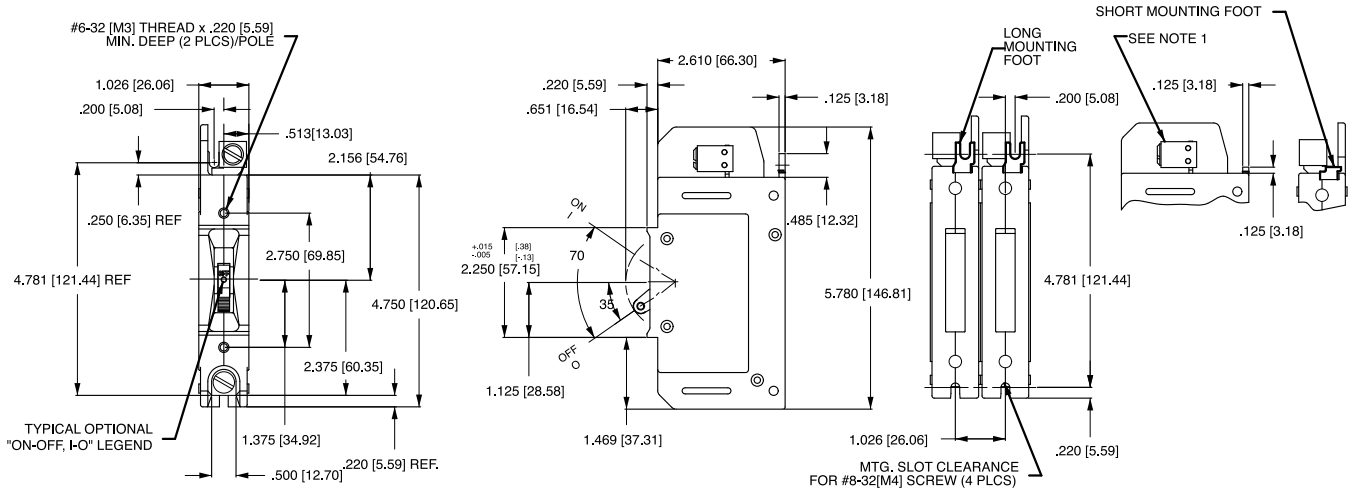 #6-32 [M3] THREAD x .220 [5.59]
MIN. DEEP (2 PLCS)/POLE
1.026 [26.06]
.200 [5.08]
.513[13.03]
2.156 [54.76]
.250 [6.35] REF
2.750 [69.85]
4.781 [121.44] REF
4.750 [120.65]
2.375 [60.35]
TYPICAL OPTIONAL
"ON-OFF, I-O" LEGEND
1.375 [34.92]
.220 [5.59] REF.
.500 [12.70]
2.610 [66.30]
.220 [5.59]
.651 [16.54]
.125 [3.18]
.485 [12.32]
ON
I
+.015 [.38]
-.005 [-.13]
2.250 [57.15]
70
35
OFF
O
5.780 [146.81]
1.125 [28.58]
1.469 [37.31]
LONG
MOUNTING
FOOT
.200 [5.08]
4.781 [121.44]
1.026 [26.06]
.220 [5.59]
MTG. SLOT CLEARANCE
FOR #8-32[M4] SCREW (4 PLCS)
SHORT MOUNTING FOOT
SEE NOTE 1
.125 [3.18]
.125 [3.18]